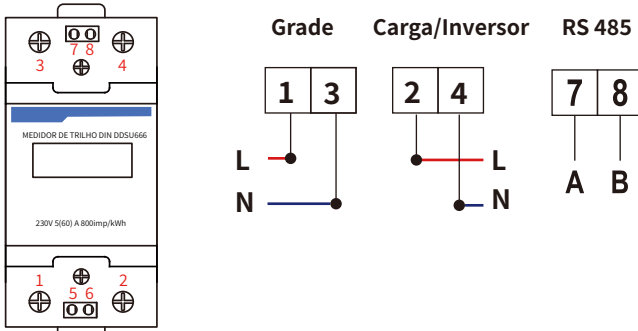 7 8
3 4
MEDIDOR DE TRILHO DIN DDSU666
230V 5(60) A 800imp/kWh
1 2
5 6
Grade Carga/Inversor RS 485
1 3 2 4 7 8
L L
N N
A B